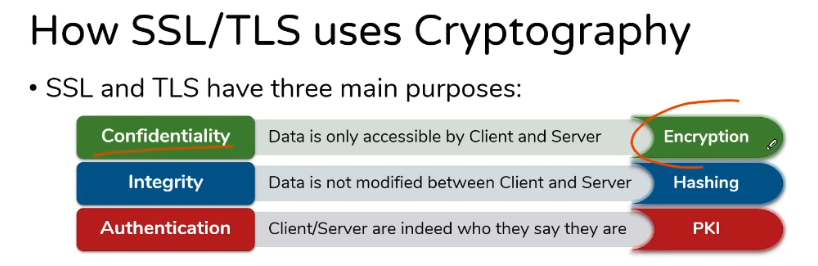 How SSL/TLS uses Cryptography
• SSL and TLS have three main purposes:
Confidentiality Data is only accessible by Client and Server Encryption
Integrity Data is not modified between Client and Server Hashing
Authentication Client/Server are indeed who they say they are PKI